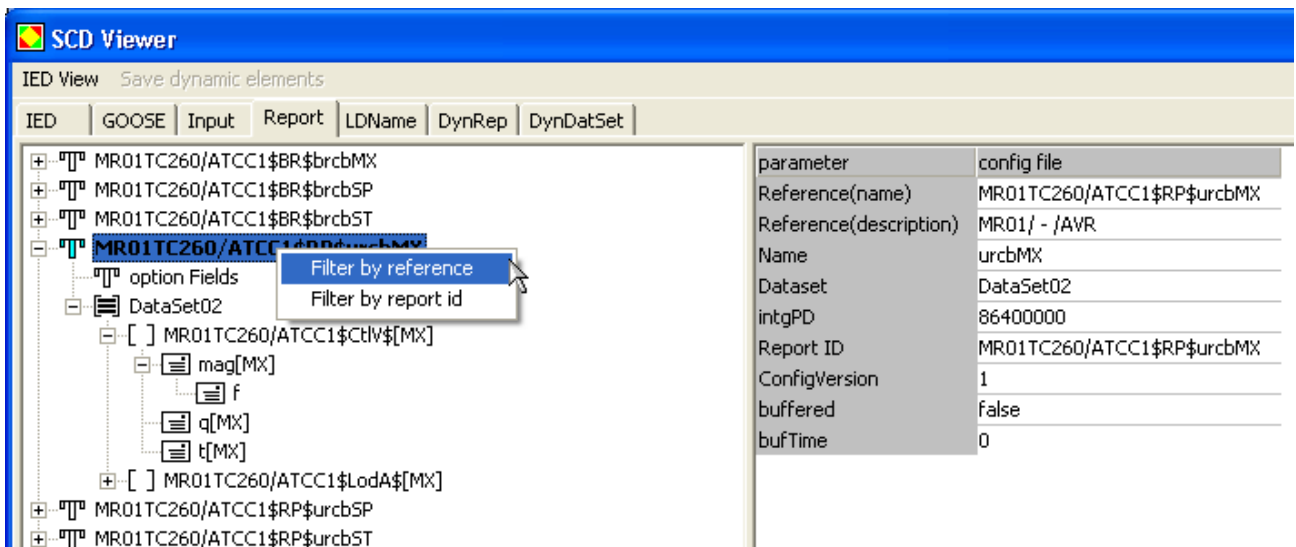 SCD Viewer
IED View Save dynamic elements
IED GOOSE Input Report LDName DynRep DynDatSet
MR01TC260/ATCC1$BR$brcbMX
MR01TC260/ATCC1$BR$brcbSP
MR01TC260/ATCC1$BR$brcbST
MR01TC260/ATCC1$RP$urcbMX
Filter by reference
Filter by report id
option Fields
DataSet02
[ ] MR01TC260/ATCC1$CtlV$[MX]
mag[MX]
f
q[MX]
t[MX]
[ ] MR01TC260/ATCC1$LodA$[MX]
MR01TC260/ATCC1$RP$urcbSP
MR01TC260/ATCC1$RP$urcbST
parameter config file
Reference(name) MR01TC260/ATCC1$RP$urcbMX
Reference(description) MR01/ - /AVR
Name urcbMX
Dataset DataSet02
intgPD 86400000
Report ID MR01TC260/ATCC1$RP$urcbMX
ConfigVersion 1
buffered false
bufTime 0